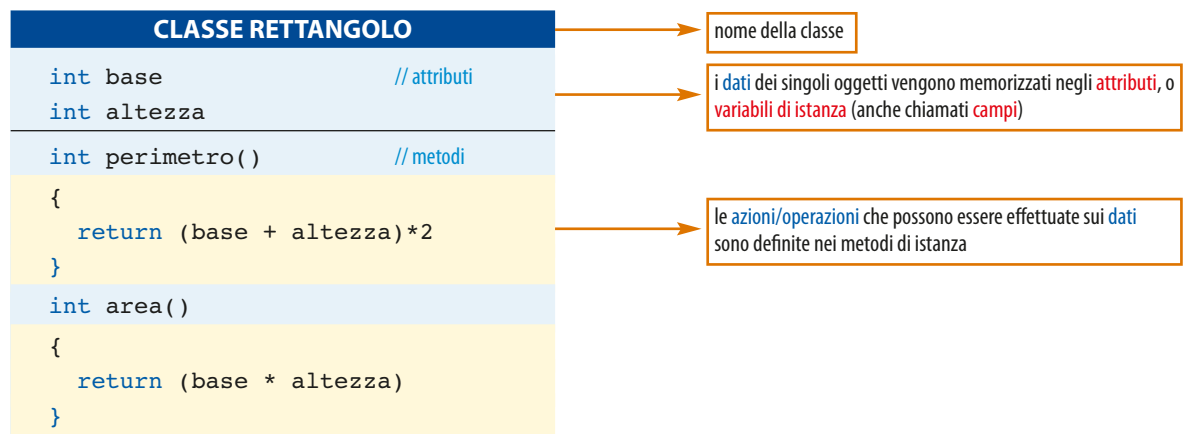 CLASSE RETTANGOLO
nome della classe
int base // attributi
int altezza
i dati dei singoli oggetti vengono memorizzati negli attributi, o
variabili di istanza (anche chiamati campi)
int perimetro() // metodi
{
return (base + altezza)*2
}
le azioni/operazioni che possono essere effettuate sui dati
sono definite nei metodi di istanza
int area()
{
return (base * altezza)
}